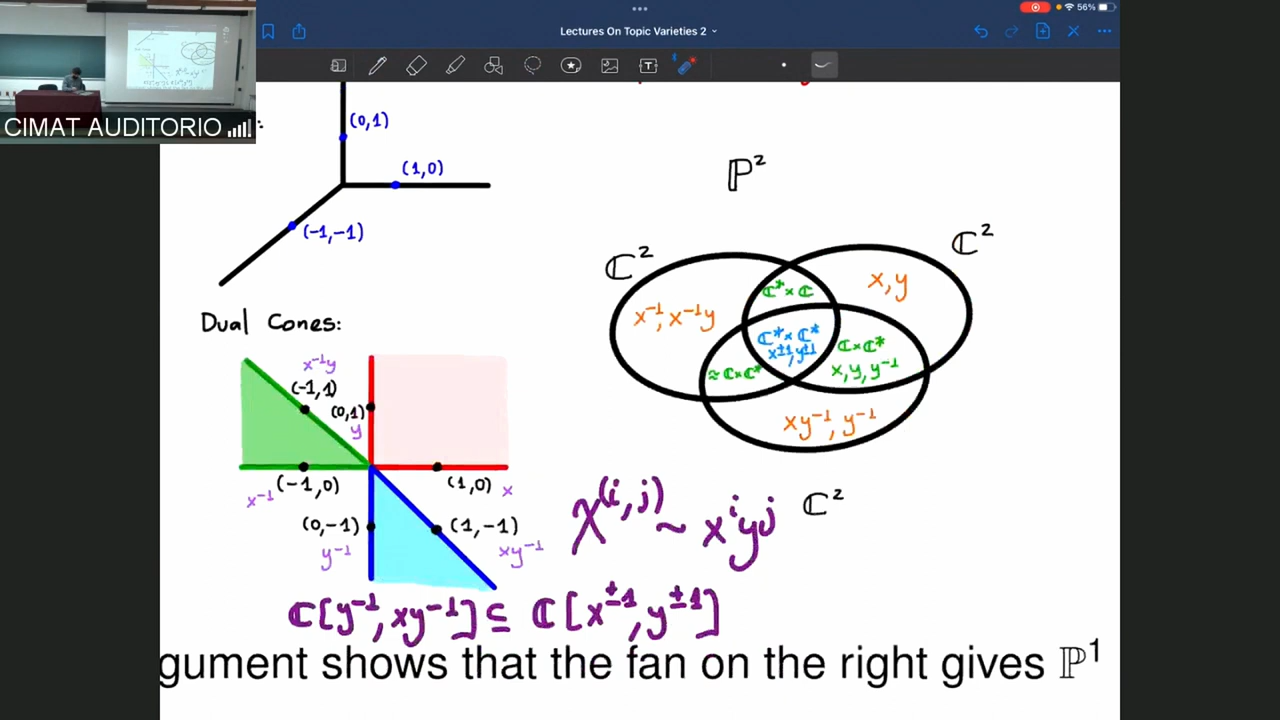 56%
Lectures On Topic Varieties 2
CIMAT AUDITORIO
:
(0,1)
(1,0)
(-1,-1)
ℙ²
ℂ²
ℂ²
x⁻¹, x⁻¹y
ℂ* × ℂ
x, y
ℂ* × ℂ*
x±1, y±1
ℂ × ℂ*
x, y, y⁻¹
≈ ℂ × ℂ*
xy⁻¹, y⁻¹
ℂ²
Dual Cones:
x⁻¹y
(-1,1)
(0,1)
y
x⁻¹
(-1,0)
(1,0)
x
(0,-1)
y⁻¹
(1,-1)
xy⁻¹
χ^(i,j) ~ xⁱyʲ
ℂ[y⁻¹, xy⁻¹] ⊆ ℂ[x±1, y±1]
gument shows that the fan on the right gives ℙ¹